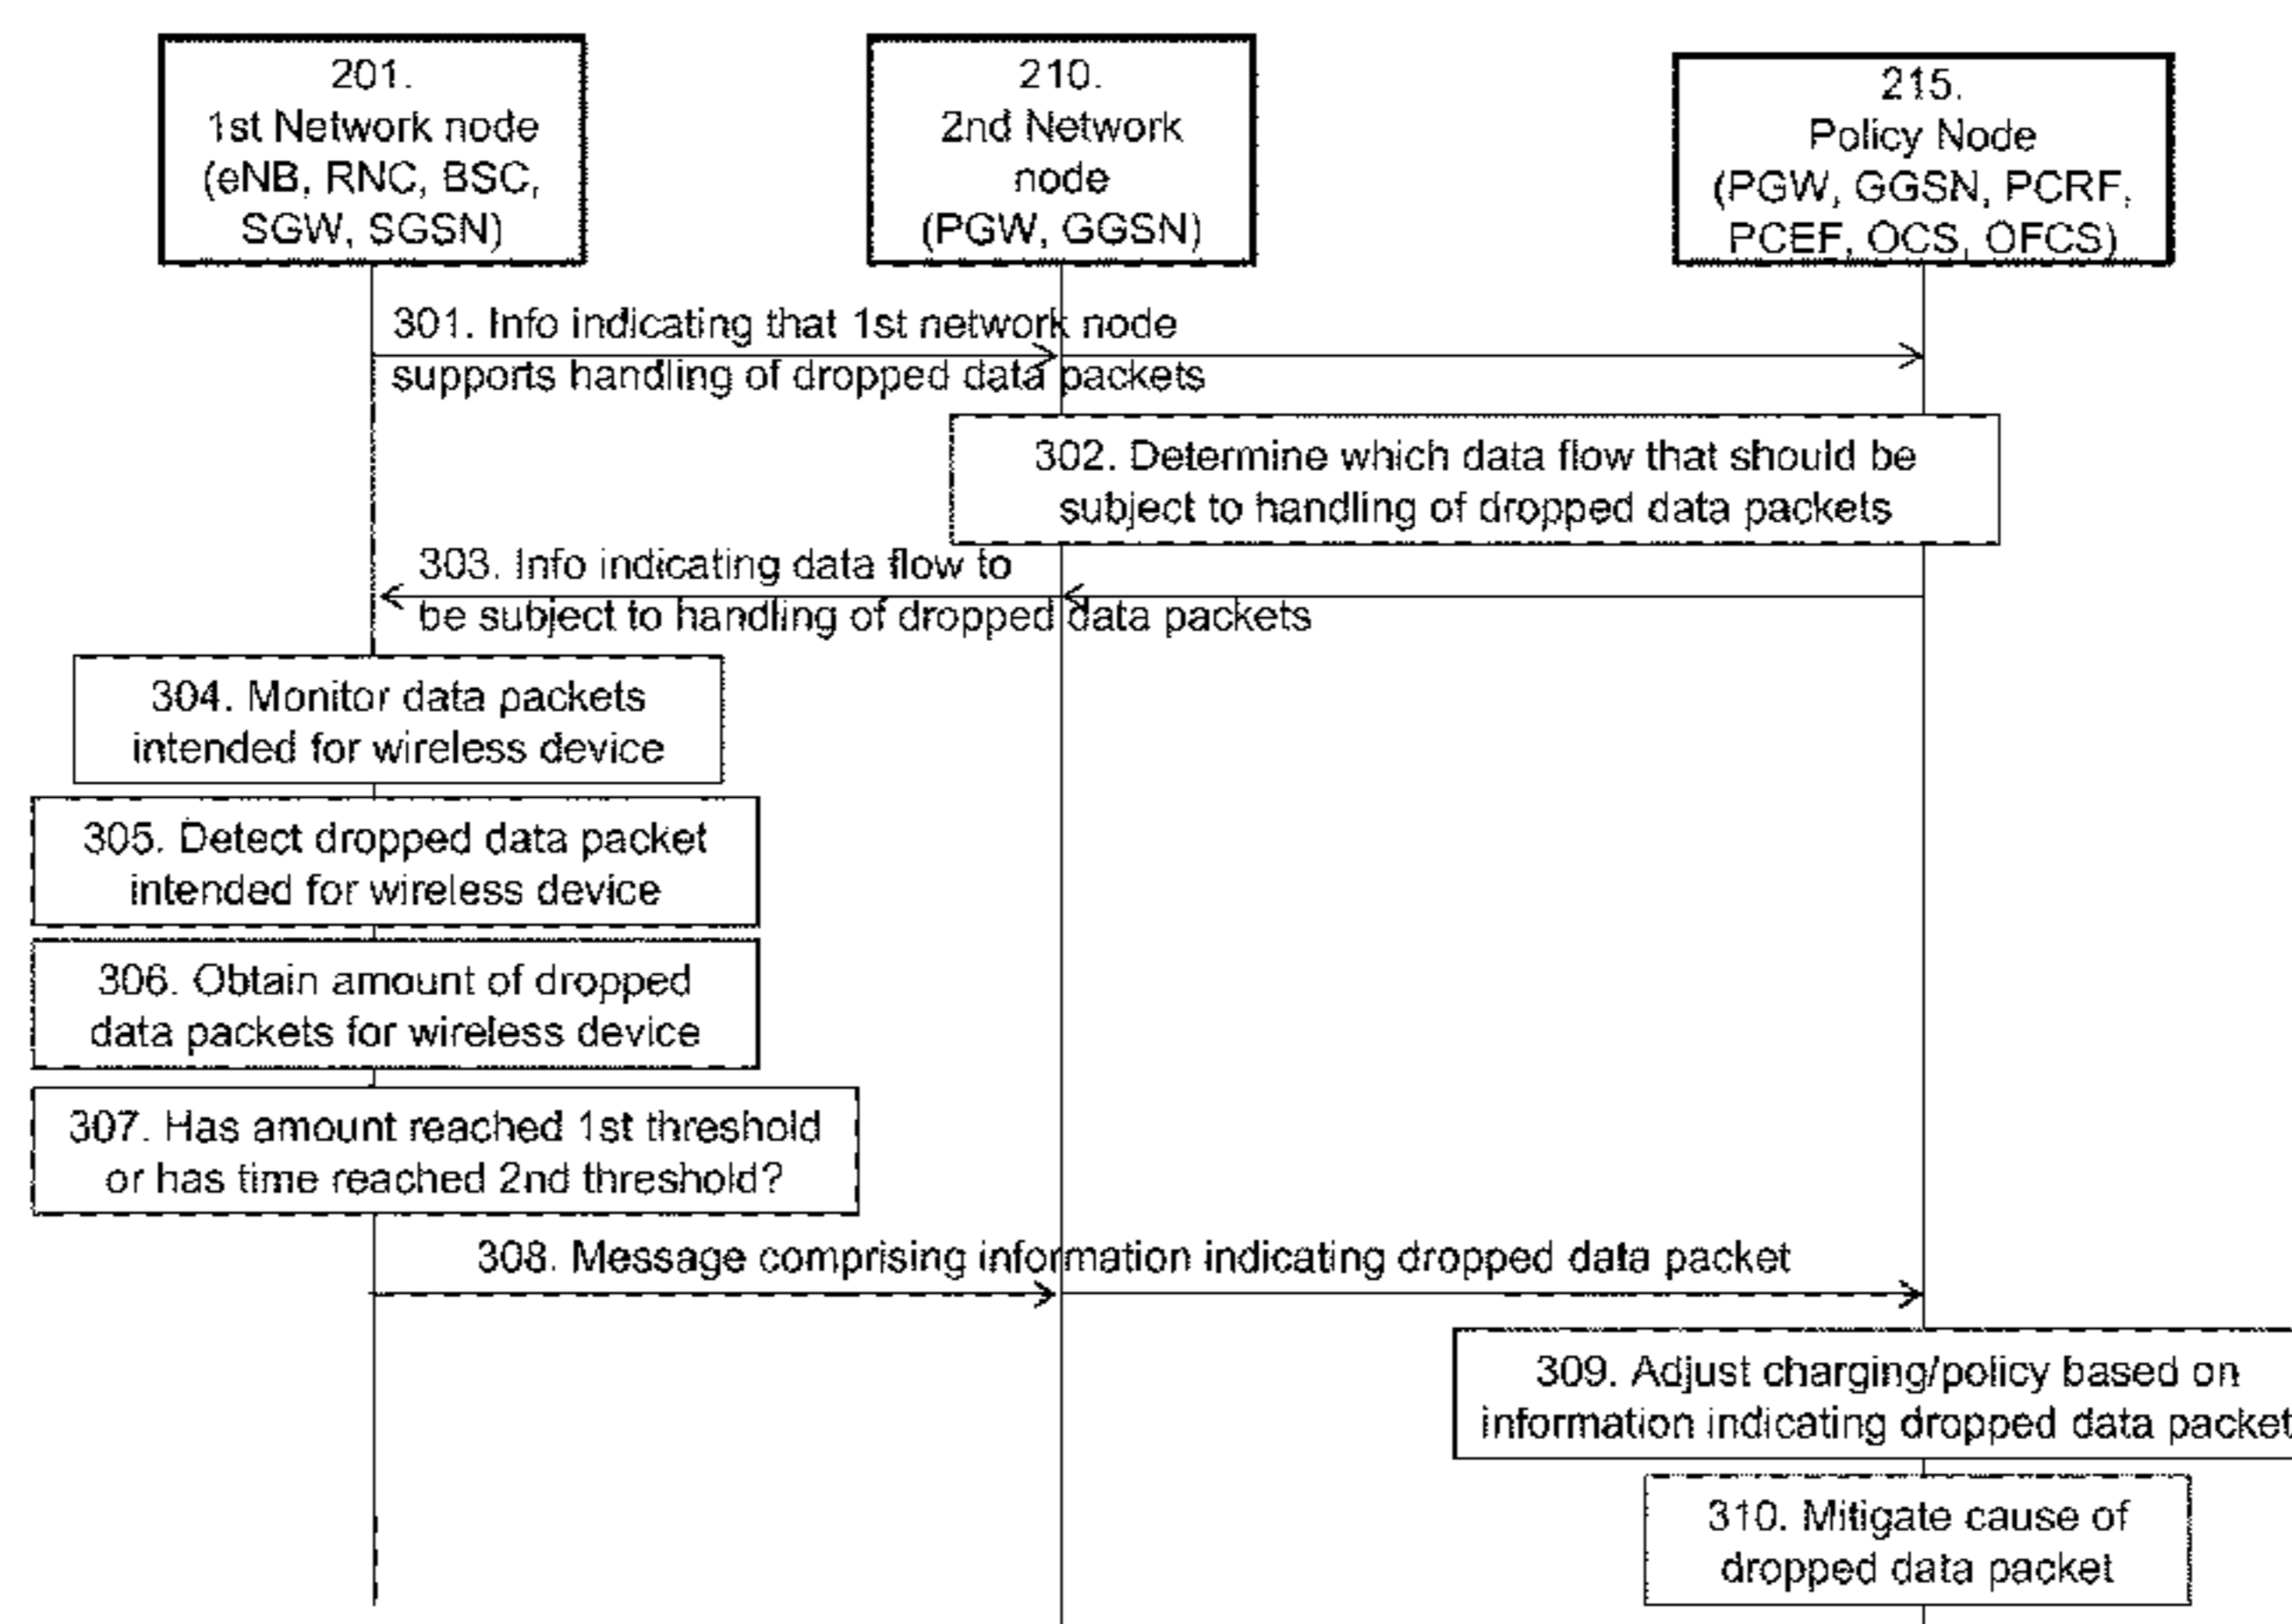 201.
1st Network node
(eNB, RNC, BSC,
SGW, SGSN)
210.
2nd Network
node
(PGW, GGSN)
215.
Policy Node
(PGW, GGSN, PCRF,
PCEF, OCS, OFCS)
301. Info indicating that 1st network node
supports handling of dropped data packets
302. Determine which data flow that should be
subject to handling of dropped data packets
303. Info indicating data flow to
be subject to handling of dropped data packets
304. Monitor data packets
intended for wireless device
305. Detect dropped data packet
intended for wireless device
306. Obtain amount of dropped
data packets for wireless device
307. Has amount reached 1st threshold
or has time reached 2nd threshold?
308. Message comprising information indicating dropped data packet
309. Adjust charging/policy based on
information indicating dropped data packet
310. Mitigate cause of
dropped data packet